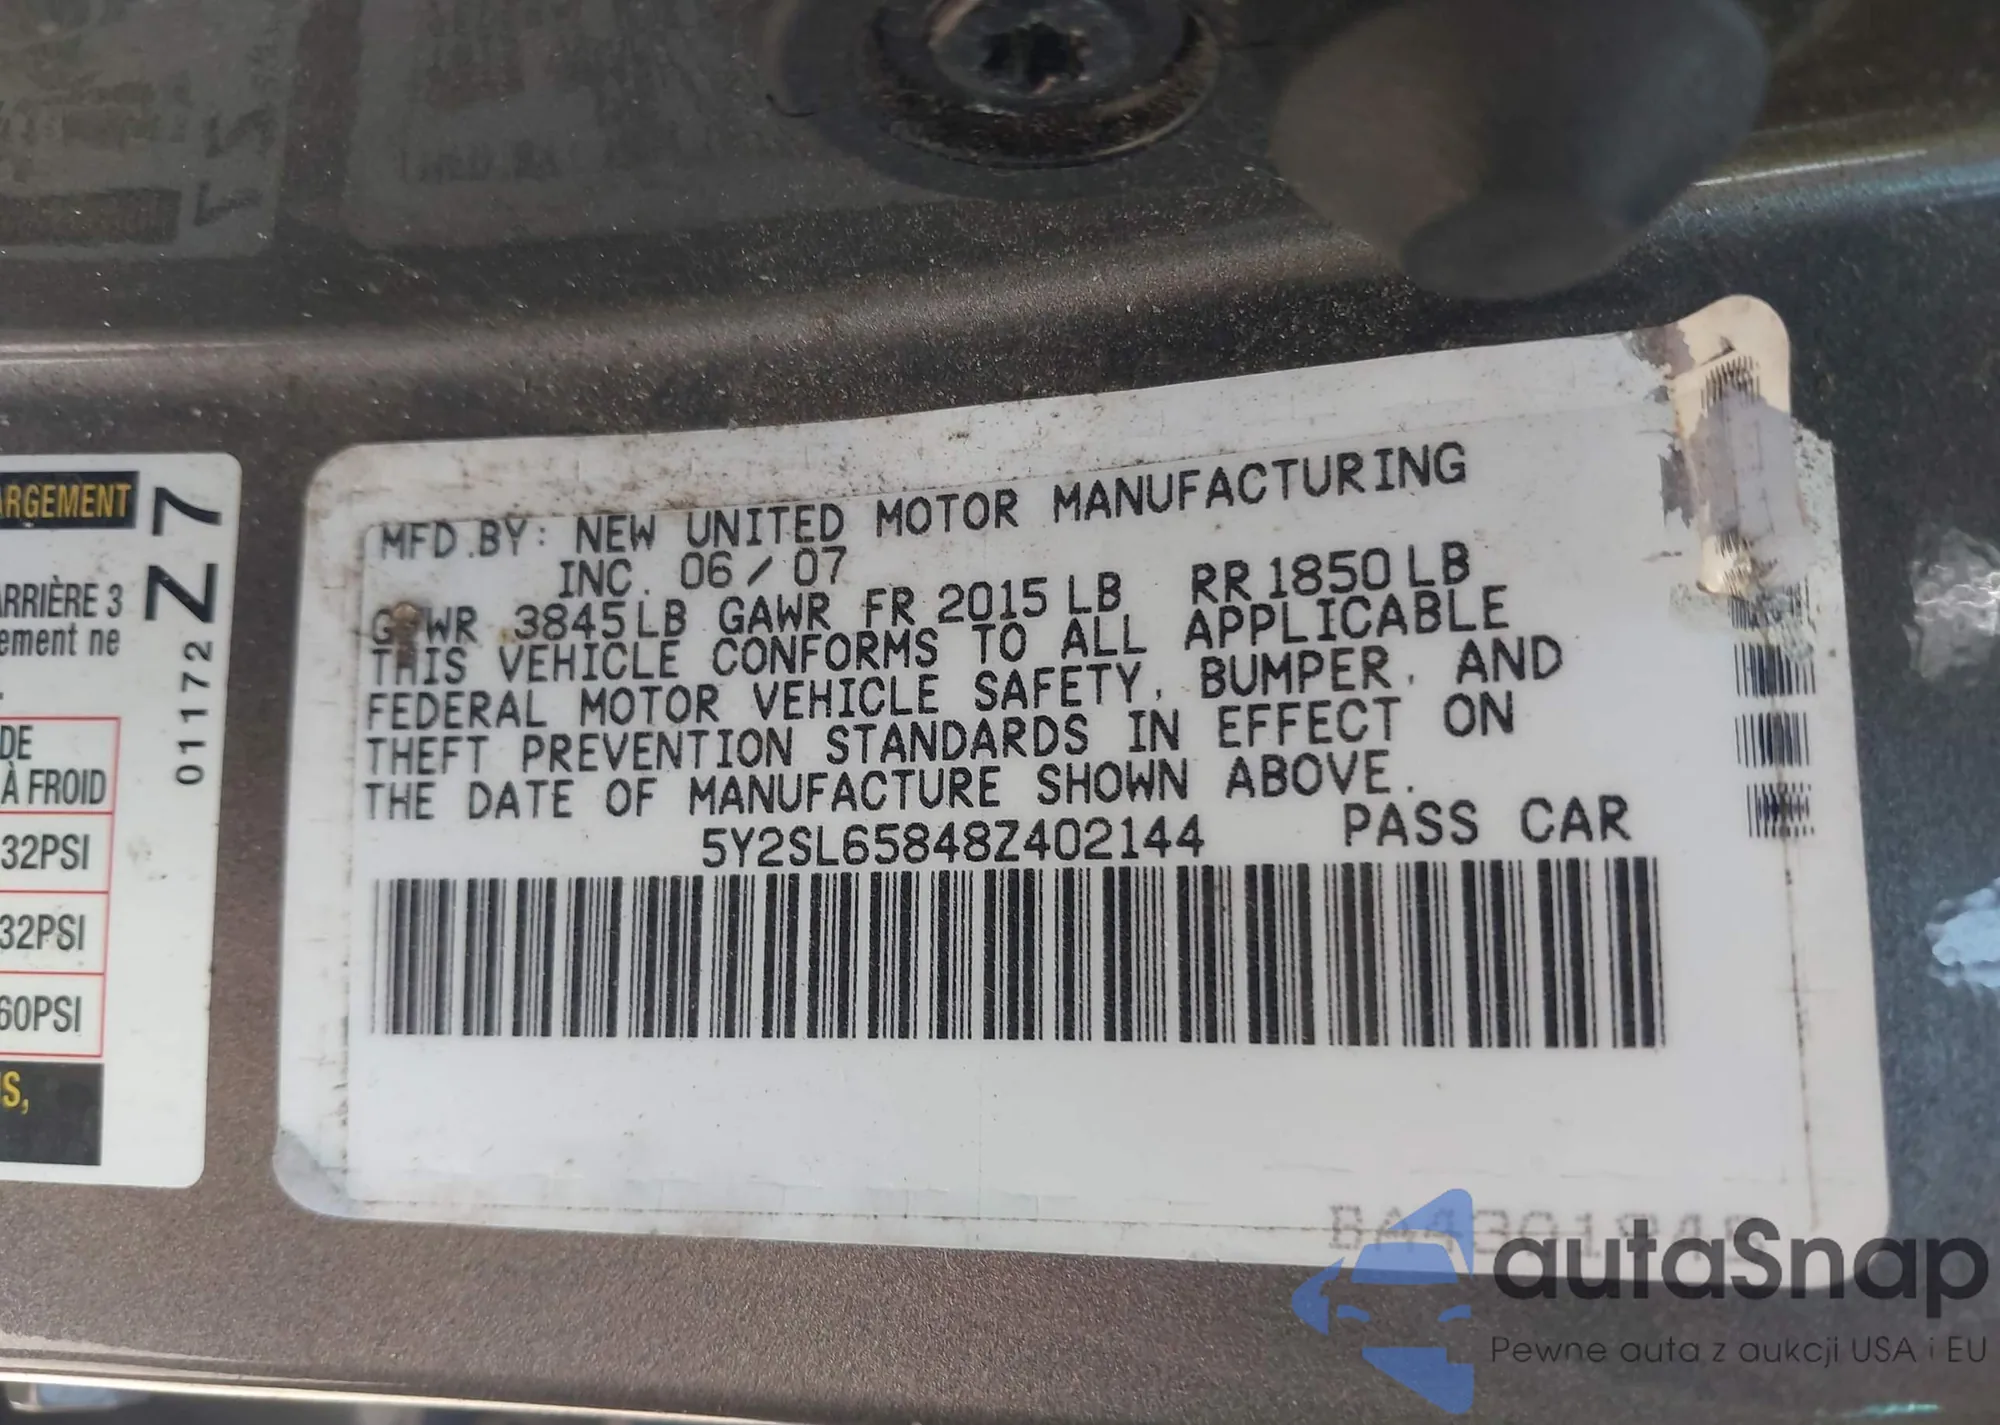 ARGEMENT
Z7
ARRIÈRE 3
ement ne
01172
DE
À FROID
32PSI
32PSI
60PSI
S,
MFD.BY: NEW UNITED MOTOR MANUFACTURING
INC. 06/07
GVWR 3845LB GAWR FR 2015LB RR 1850LB
THIS VEHICLE CONFORMS TO ALL APPLICABLE
FEDERAL MOTOR VEHICLE SAFETY, BUMPER, AND
THEFT PREVENTION STANDARDS IN EFFECT ON
THE DATE OF MANUFACTURE SHOWN ABOVE.
5Y2SL65848Z402144 PASS CAR
autaSnap
Pewne auta z aukcji USA i EU